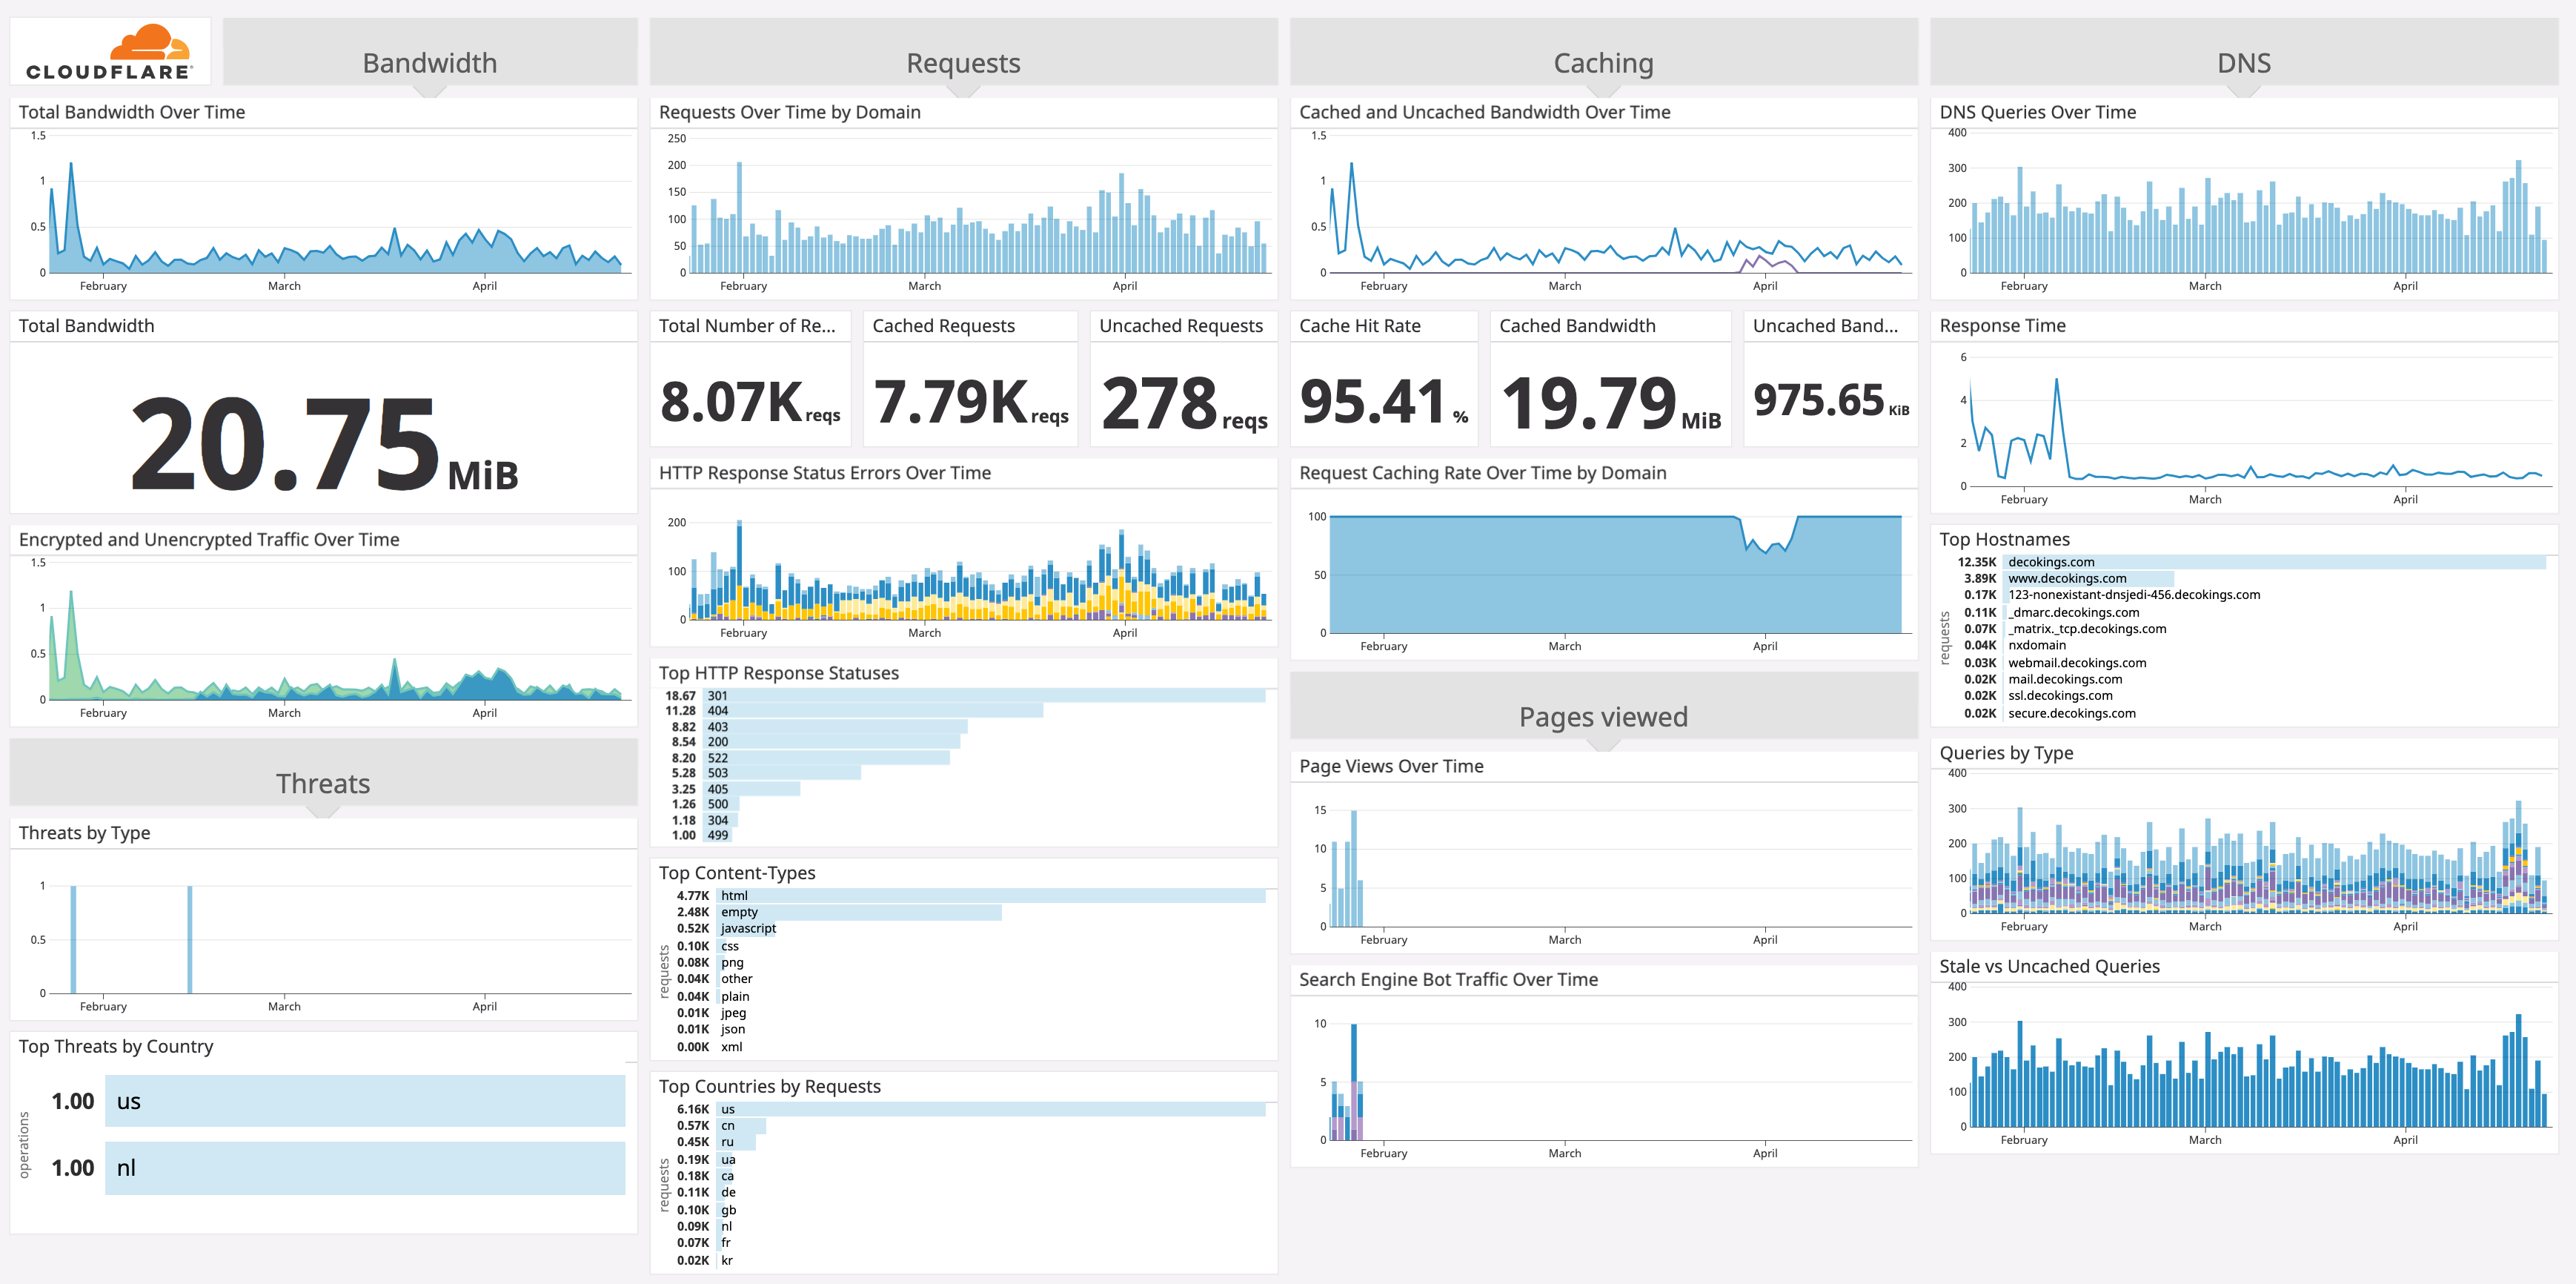 CLOUDFLARE
Bandwidth
Total Bandwidth Over Time
1.5
1
0.5
0
February March April
Total Bandwidth
20.75 MiB
Encrypted and Unencrypted Traffic Over Time
1.5
1
0.5
0
February March April
Threats
Threats by Type
1
0.5
0
February March April
Top Threats by Country
operations
1.00 us
1.00 nl
Requests
Requests Over Time by Domain
250
200
150
100
50
0
February March April
Total Number of Re...
8.07K reqs
Cached Requests
7.79K reqs
Uncached Requests
278 reqs
HTTP Response Status Errors Over Time
200
100
0
February March April
Top HTTP Response Statuses
18.67 301
11.28 404
8.82 403
8.54 200
8.20 522
5.28 503
3.25 405
1.26 500
1.18 304
1.00 499
Top Content-Types
requests
4.77K html
2.48K empty
0.52K javascript
0.10K css
0.08K png
0.04K other
0.04K plain
0.01K jpeg
0.01K json
0.00K xml
Top Countries by Requests
requests
6.16K us
0.57K cn
0.45K ru
0.19K ua
0.18K ca
0.11K de
0.10K gb
0.09K nl
0.07K fr
0.02K kr
Caching
Cached and Uncached Bandwidth Over Time
1.5
1
0.5
0
February March April
Cache Hit Rate
95.41 %
Cached Bandwidth
19.79 MiB
Uncached Band...
975.65 KiB
Request Caching Rate Over Time by Domain
100
50
0
February March April
Pages viewed
Page Views Over Time
15
10
5
0
February March April
Search Engine Bot Traffic Over Time
10
5
0
February March April
DNS
DNS Queries Over Time
400
300
200
100
0
February March April
Response Time
6
4
2
0
February March April
Top Hostnames
requests
12.35K decokings.com
3.89K www.decokings.com
0.17K 123-nonexistant-dnsjedi-456.decokings.com
0.11K _dmarc.decokings.com
0.07K _matrix._tcp.decokings.com
0.04K nxdomain
0.03K webmail.decokings.com
0.02K mail.decokings.com
0.02K ssl.decokings.com
0.02K secure.decokings.com
Queries by Type
400
300
200
100
0
February March April
Stale vs Uncached Queries
400
300
200
100
0
February March April